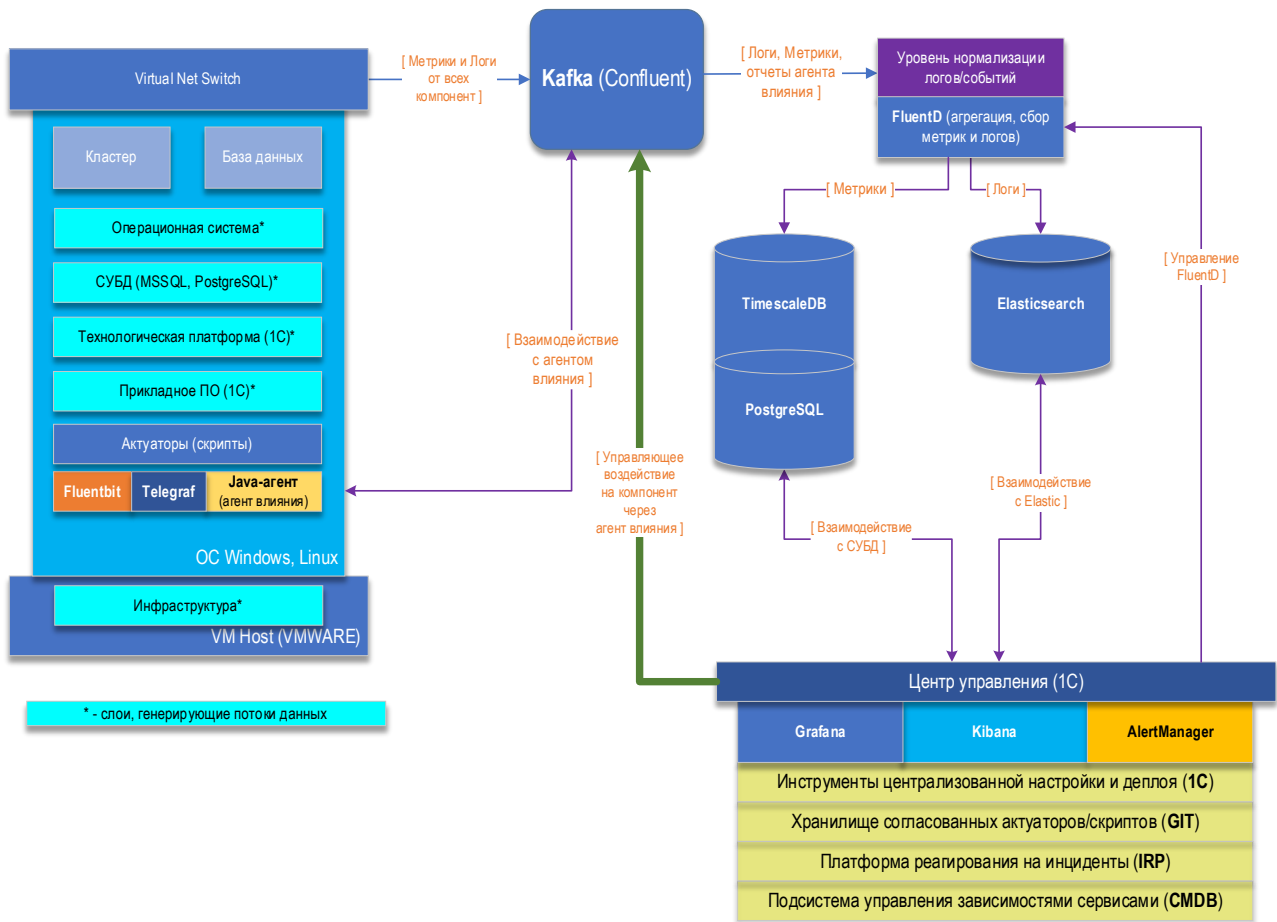 Virtual Net Switch
[ Метрики и Логи
от всех
компонент ]
Kafka (Confluent)
[ Логи, Метрики,
отчеты агента
влияния ]
Уровень нормализации
логов/событий
FluentD (агрегация, сбор
метрик и логов)
Кластер
База данных
Операционная система*
СУБД (MSSQL, PostgreSQL)*
Технологическая платформа (1С)*
Прикладное ПО (1С)*
Актуаторы (скрипты)
Fluentbit
Telegraf
Java-агент
(агент влияния)
ОС Windows, Linux
Инфраструктура*
VM Host (VMWARE)
* - слои, генерирующие потоки данных
[ Взаимодействие
с агентом
влияния ]
[ Управляющее
воздействие
на компонент
через
агент влияния ]
[ Метрики ]
[ Логи ]
TimescaleDB
PostgreSQL
Elasticsearch
[ Управление
FluentD ]
[ Взаимодействие
с СУБД ]
[ Взаимодействие
с Elastic ]
Центр управления (1С)
Grafana
Kibana
AlertManager
Инструменты централизованной настройки и деплоя (1С)
Хранилище согласованных актуаторов/скриптов (GIT)
Платформа реагирования на инциденты (IRP)
Подсистема управления зависимостями сервисами (CMDB)